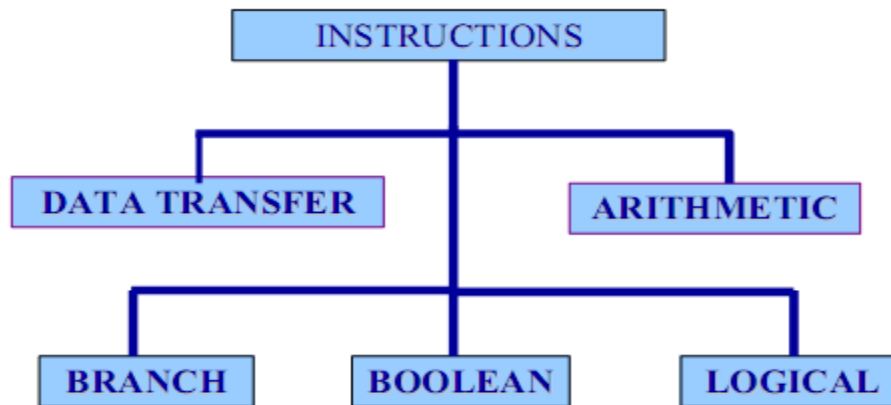 INSTRUCTIONS
DATA TRANSFER
ARITHMETIC
BRANCH
BOOLEAN
LOGICAL